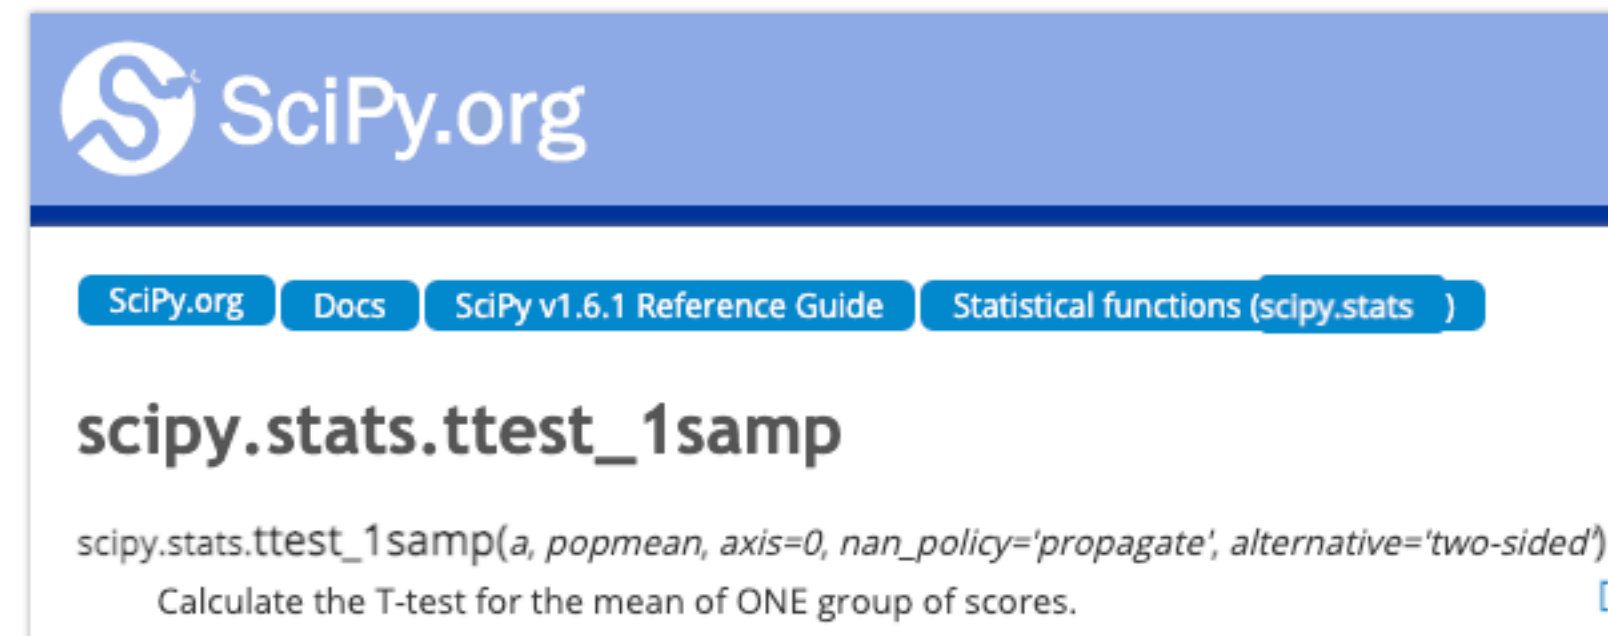 SciPy.org
SciPy.org Docs SciPy v1.6.1 Reference Guide Statistical functions (scipy.stats )
scipy.stats.ttest_1samp
scipy.stats.ttest_1samp(a, popmean, axis=0, nan_policy='propagate', alternative='two-sided')
Calculate the T-test for the mean of ONE group of scores.